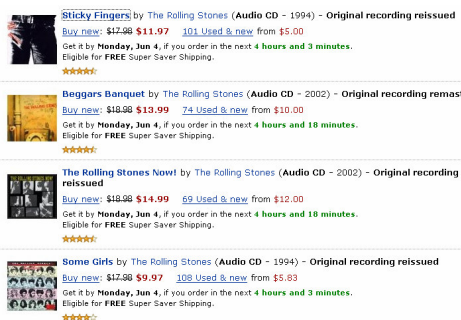 Sticky Fingers by The Rolling Stones (Audio CD - 1994) - Original recording reissued
Buy new: $17.98 $11.97 101 Used & new from $5.00
Get it by Monday, Jun 4, if you order in the next 4 hours and 3 minutes.
Eligible for FREE Super Saver Shipping.
Beggars Banquet by The Rolling Stones (Audio CD - 2002) - Original recording remast
Buy new: $18.98 $13.99 74 Used & new from $10.00
Get it by Monday, Jun 4, if you order in the next 4 hours and 18 minutes.
Eligible for FREE Super Saver Shipping.
THE ROLLING STONES NOW!
The Rolling Stones Now! by The Rolling Stones (Audio CD - 2002) - Original recording
reissued
Buy new: $18.98 $14.99 69 Used & new from $12.00
Get it by Monday, Jun 4, if you order in the next 4 hours and 18 minutes.
Eligible for FREE Super Saver Shipping.
Some Girls by The Rolling Stones (Audio CD - 1994) - Original recording reissued
Buy new: $17.98 $9.97 108 Used & new from $5.83
Get it by Monday, Jun 4, if you order in the next 4 hours and 3 minutes.
Eligible for FREE Super Saver Shipping.